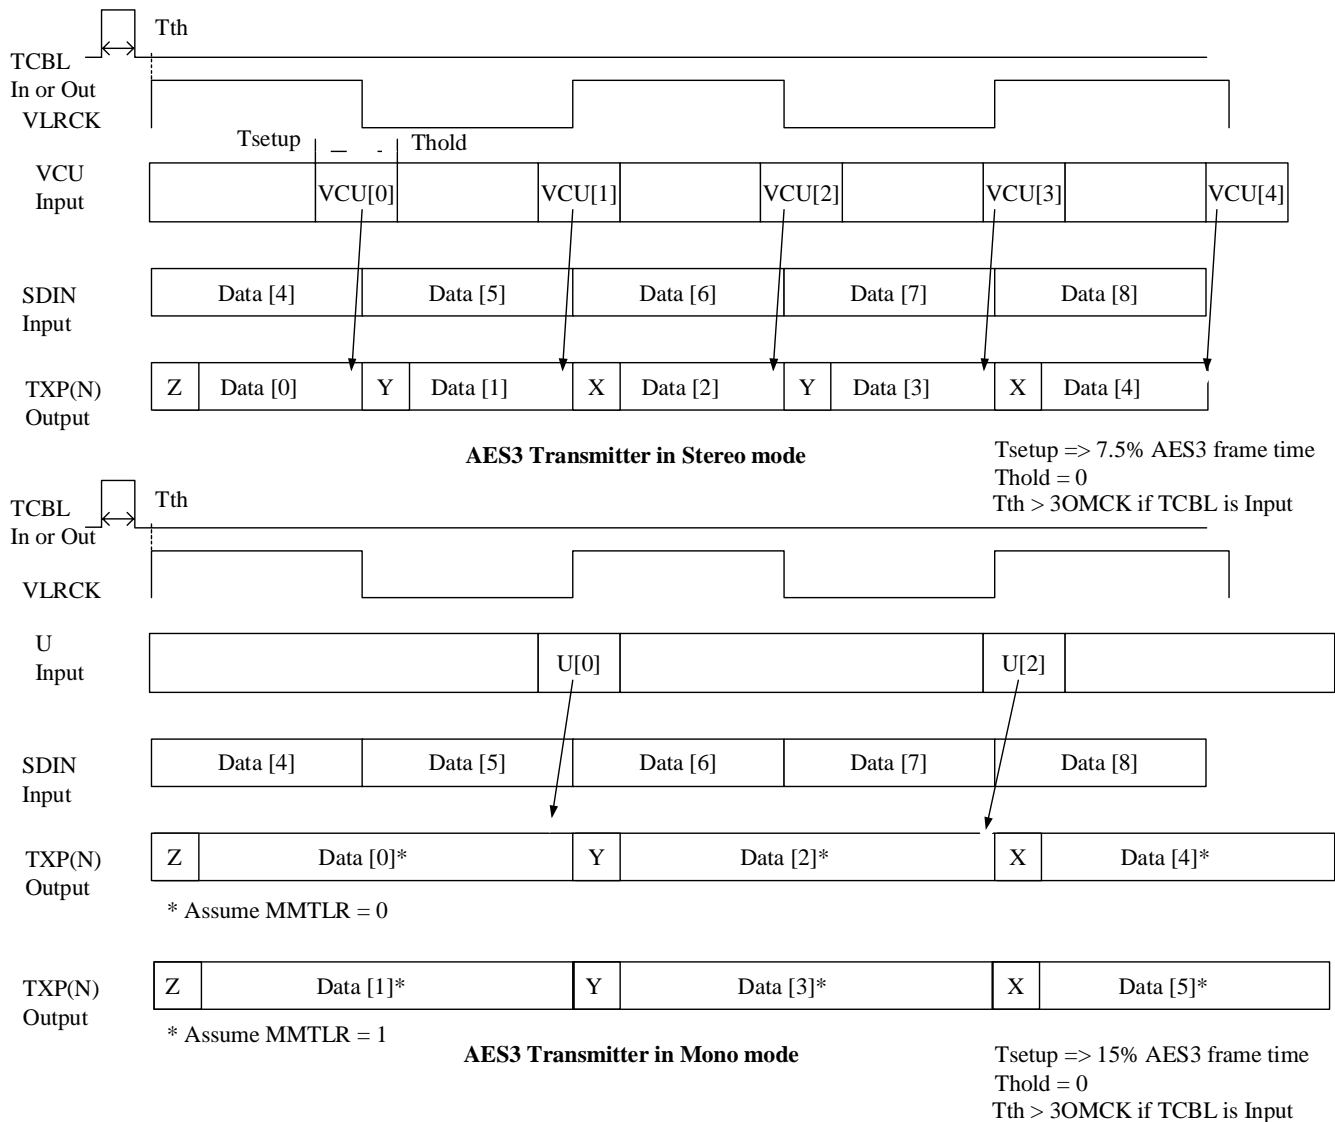 Tth
TCBL
In or Out
VLRCK
Tsetup
Thold
VCU
Input
VCU[0]
VCU[1]
VCU[2]
VCU[3]
VCU[4]
SDIN
Input
Data [4]
Data [5]
Data [6]
Data [7]
Data [8]
TXP(N)
Output
Z
Data [0]
Y
Data [1]
X
Data [2]
Y
Data [3]
X
Data [4]
AES3 Transmitter in Stereo mode
Tsetup => 7.5% AES3 frame time
Thold = 0
Tth > 3OMCK if TCBL is Input
Tth
TCBL
In or Out
VLRCK
U
Input
U[0]
U[2]
SDIN
Input
Data [4]
Data [5]
Data [6]
Data [7]
Data [8]
TXP(N)
Output
Z
Data [0]*
Y
Data [2]*
X
Data [4]*
* Assume MMTLR = 0
TXP(N)
Output
Z
Data [1]*
Y
Data [3]*
X
Data [5]*
* Assume MMTLR = 1
AES3 Transmitter in Mono mode
Tsetup => 15% AES3 frame time
Thold = 0
Tth > 3OMCK if TCBL is Input